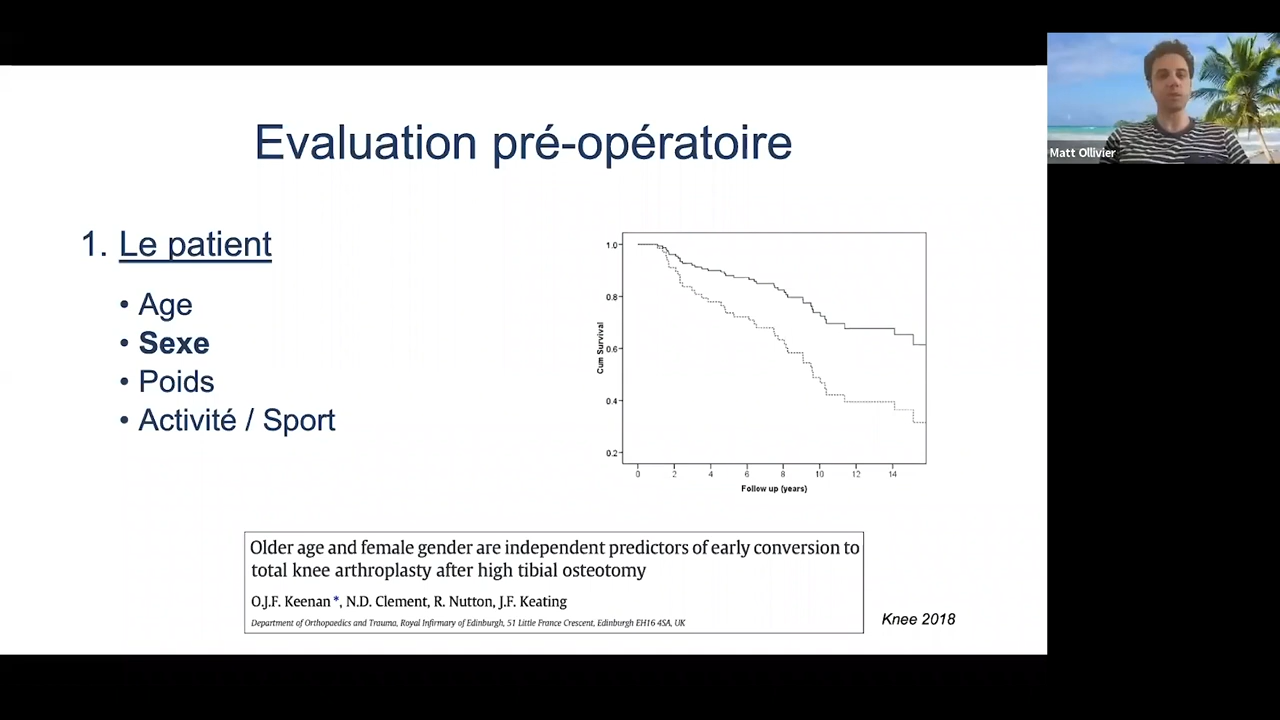 Evaluation pré-opératoire
Matt Ollivier
1. Le patient
• Age
• Sexe
• Poids
• Activité / Sport
1.0
0.8
0.6
0.4
0.2
Cum Survival
0 2 4 6 8 10 12 14
Follow up (years)
Older age and female gender are independent predictors of early conversion to
total knee arthroplasty after high tibial osteotomy
O.J.F. Keenan *, N.D. Clement, R. Nutton, J.F. Keating
Department of Orthopaedics and Trauma, Royal Infirmary of Edinburgh, 51 Little France Crescent, Edinburgh EH16 4SA, UK
Knee 2018